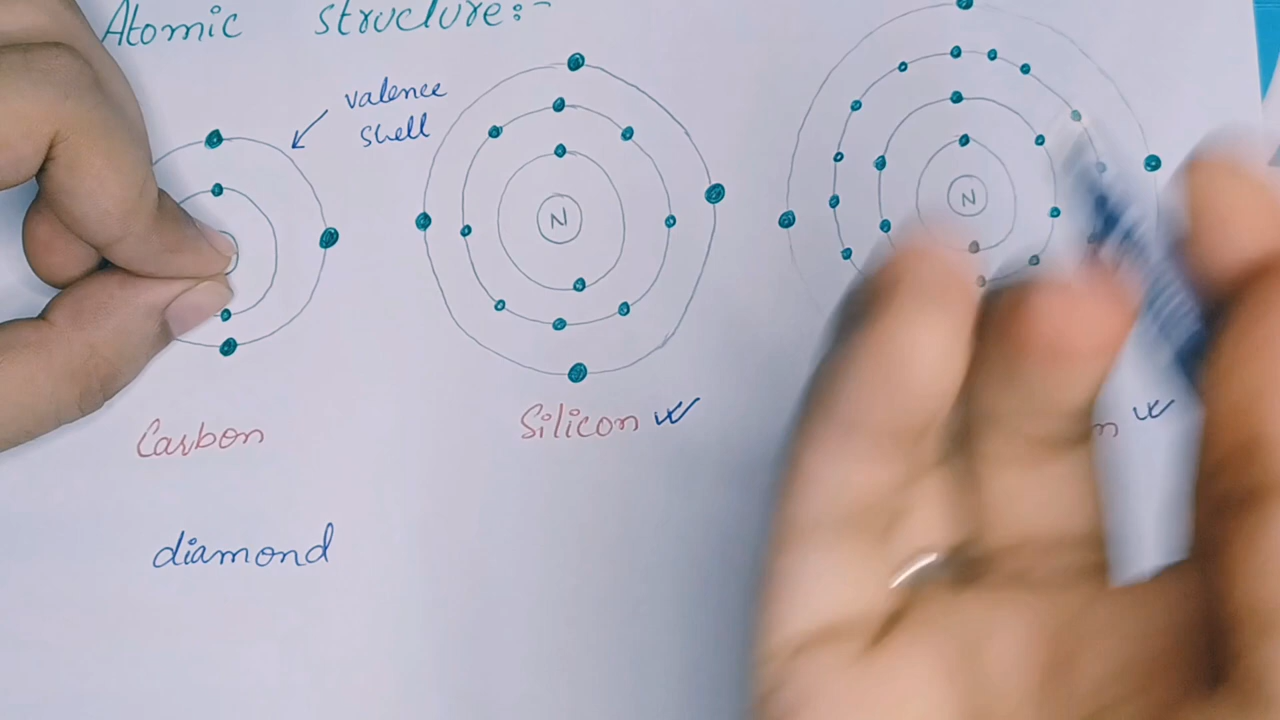 Atomic structure:-
valence
shell
N
N
Carbon
Silicon
diamond